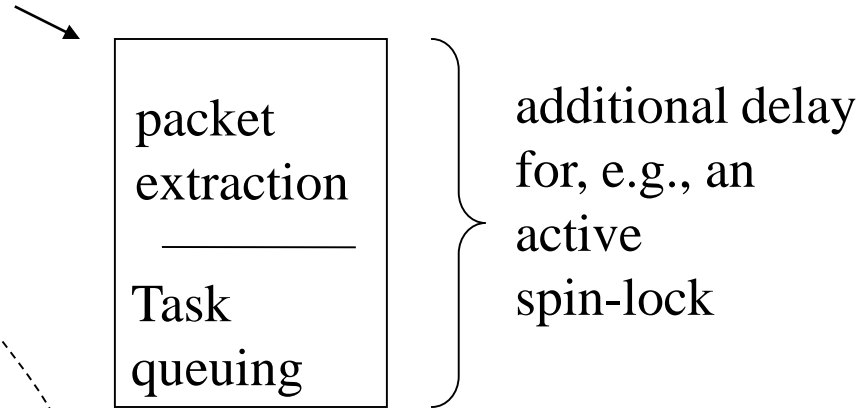 packet
extraction
Task
queuing
additional delay
for, e.g., an
active
spin-lock